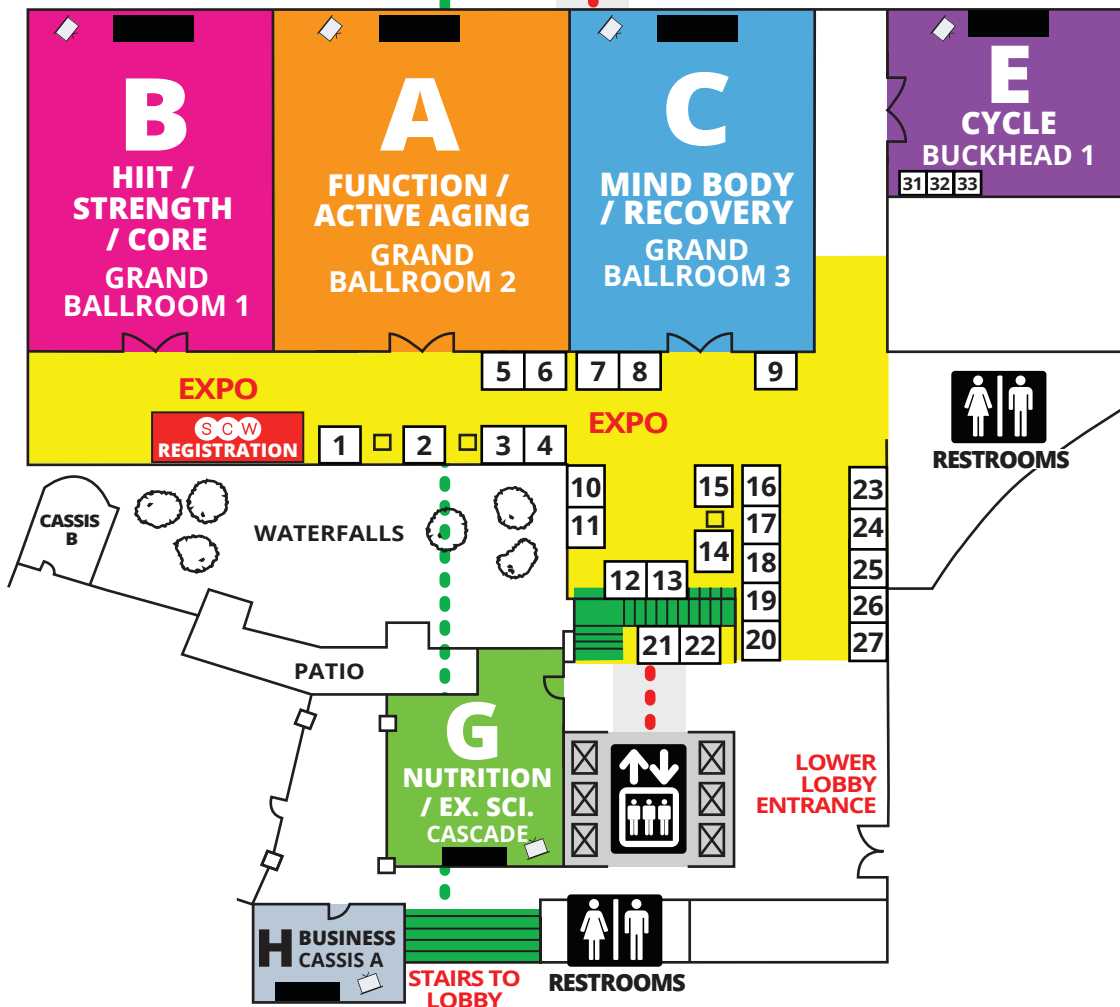 B
HIIT /
STRENGTH
/ CORE
GRAND
BALLROOM 1
A
FUNCTION /
ACTIVE AGING
GRAND
BALLROOM 2
C
MIND BODY
/ RECOVERY
GRAND
BALLROOM 3
E
CYCLE
BUCKHEAD 1
31 32 33
EXPO
5 6 7 8 9
EXPO
SCW
REGISTRATION
1 2 3 4
RESTROOMS
CASSIS
B
WATERFALLS
10
11
12 13
15
14
16
17
18
19
20
23
24
25
26
27
21 22
PATIO
G
NUTRITION
/ EX. SCI.
CASCADE
LOWER
LOBBY
ENTRANCE
H BUSINESS
CASSIS A
STAIRS TO
LOBBY
RESTROOMS